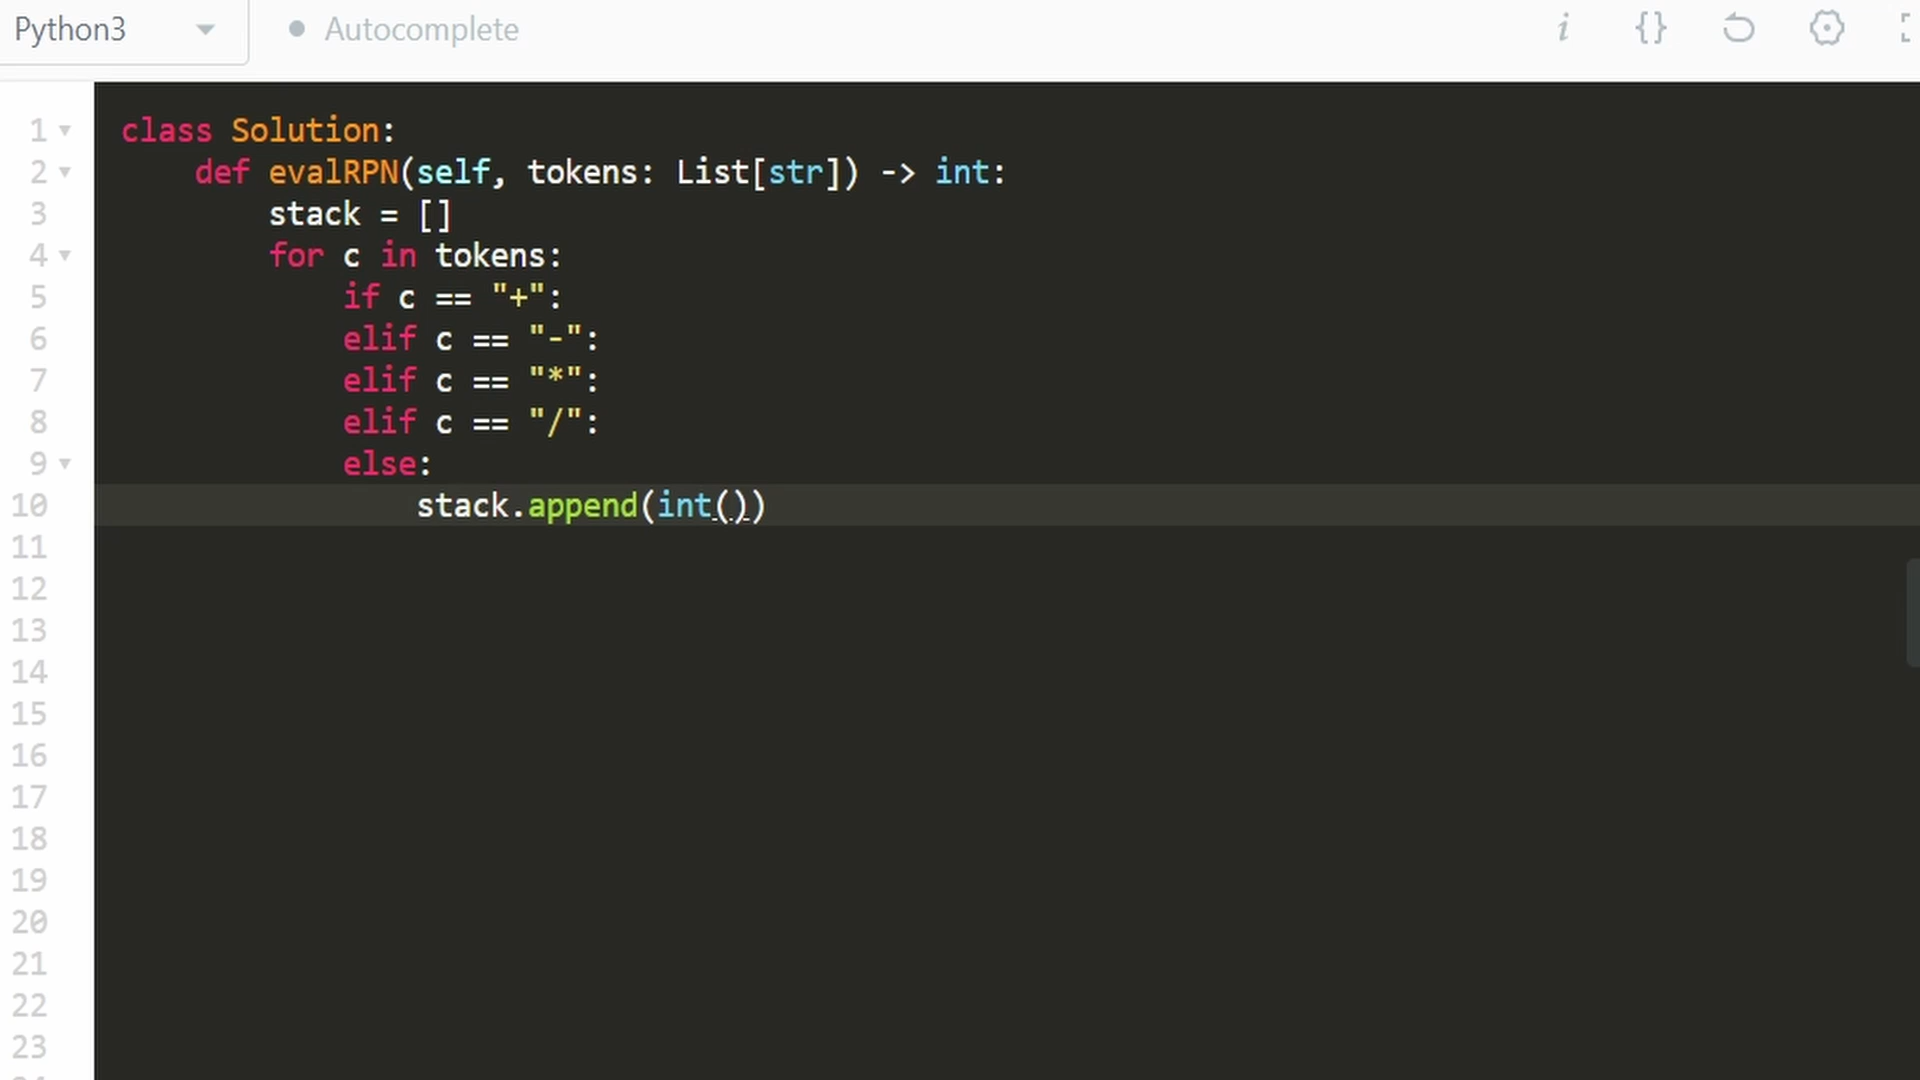 Python3 Autocomplete i {}
1 class Solution:
2     def evalRPN(self, tokens: List[str]) -> int:
3         stack = []
4         for c in tokens:
5             if c == "+":
6             elif c == "-":
7             elif c == "*":
8             elif c == "/":
9             else:
10                 stack.append(int())
11
12
13
14
15
16
17
18
19
20
21
22
23